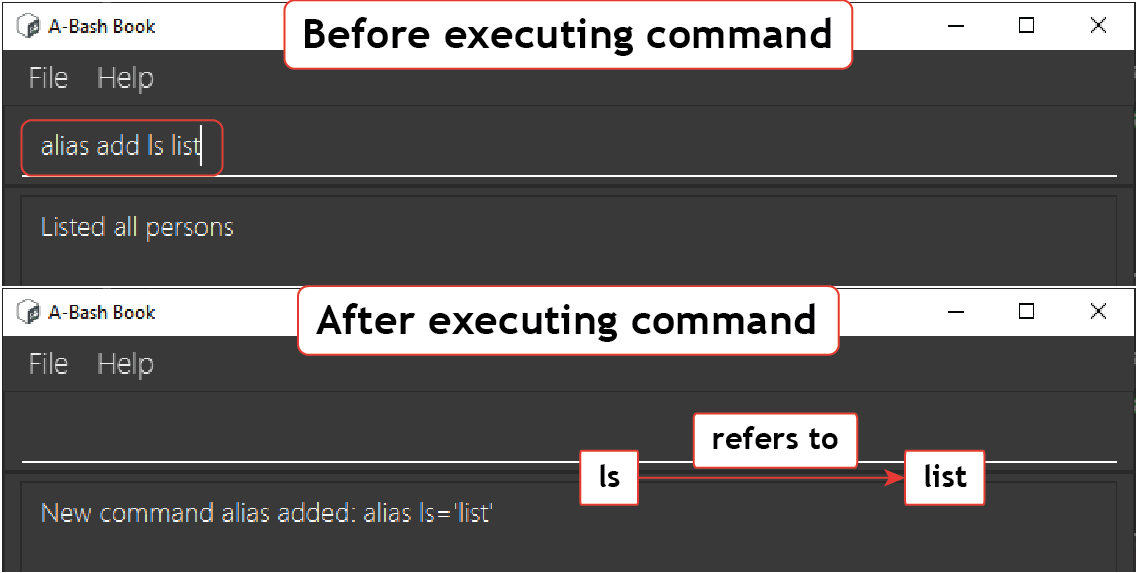 A-Bash Book
Before executing command
File Help
alias add ls list
Listed all persons
A-Bash Book
After executing command
File Help
refers to
ls
list
New command alias added: alias ls='list'